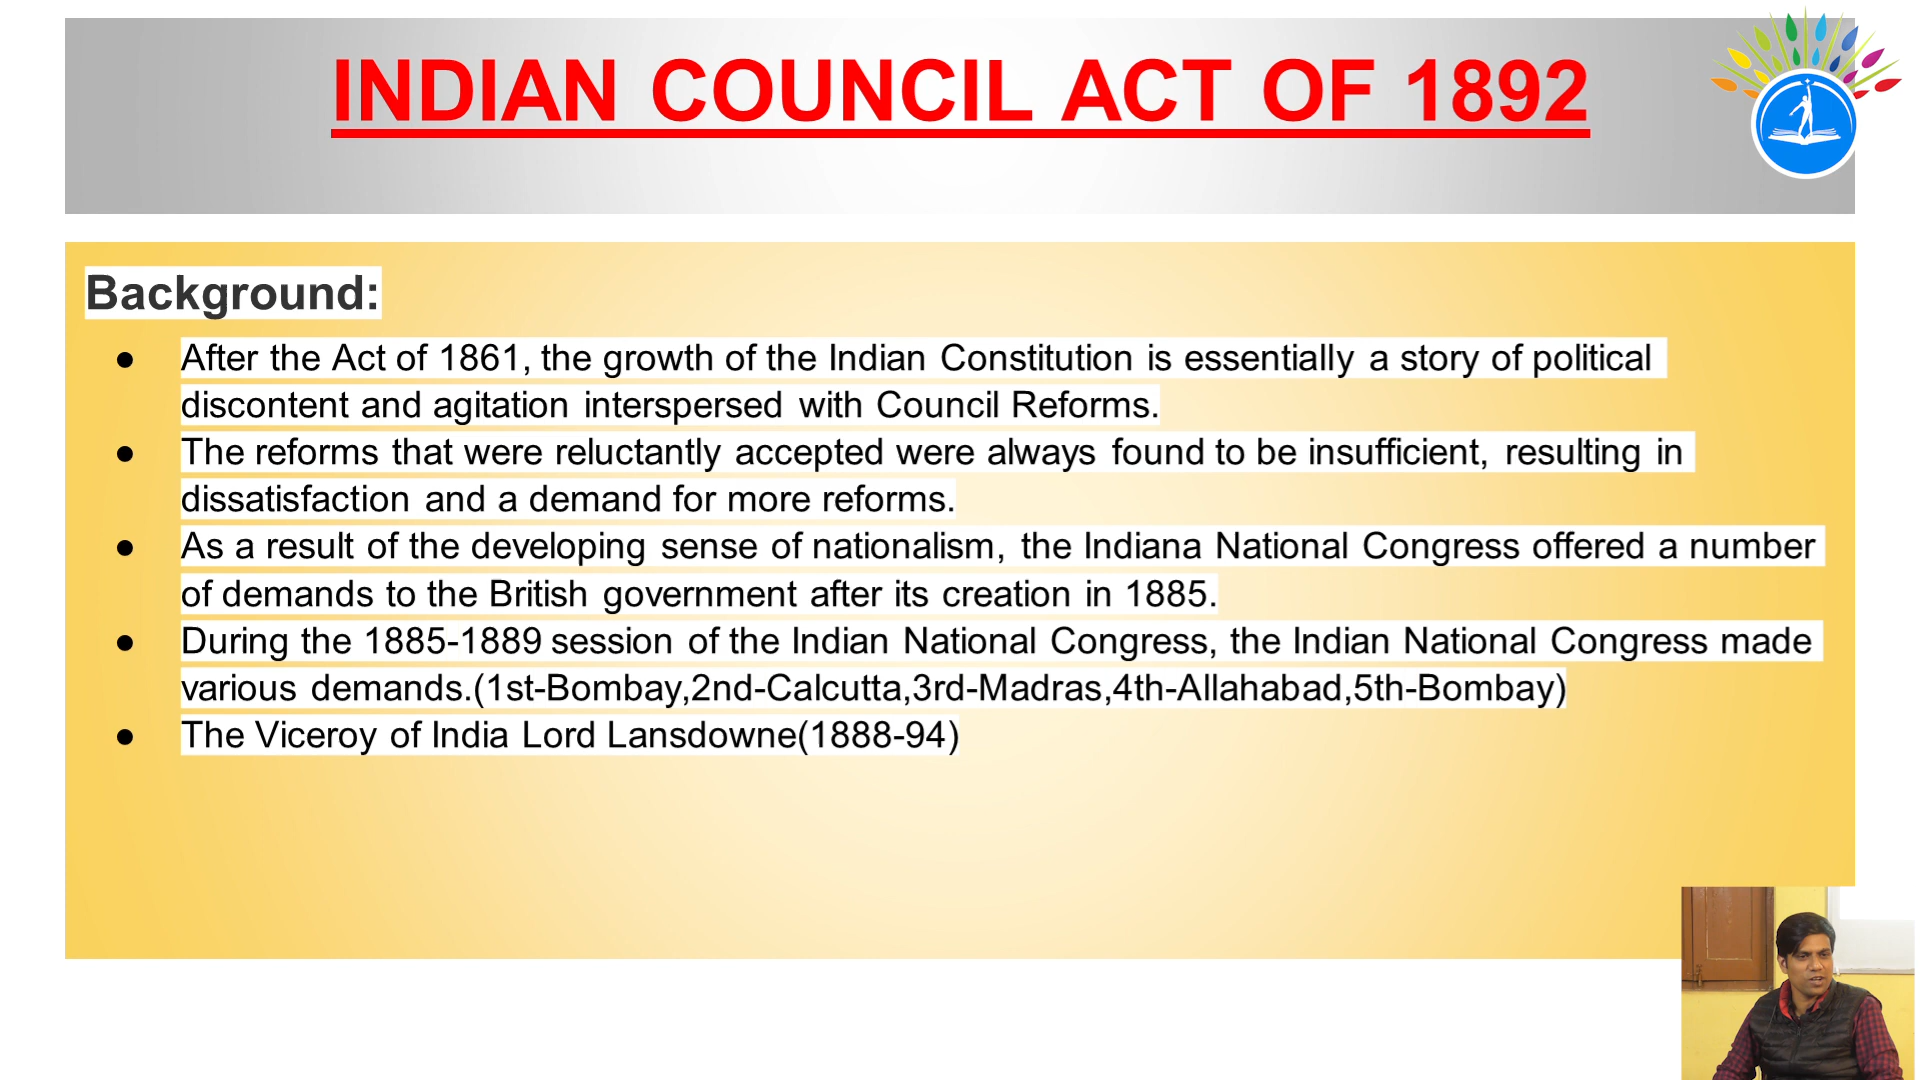 INDIAN COUNCIL ACT OF 1892
Background:
● After the Act of 1861, the growth of the Indian Constitution is essentially a story of political
discontent and agitation interspersed with Council Reforms.
● The reforms that were reluctantly accepted were always found to be insufficient, resulting in
dissatisfaction and a demand for more reforms.
● As a result of the developing sense of nationalism, the Indiana National Congress offered a number
of demands to the British government after its creation in 1885.
● During the 1885-1889 session of the Indian National Congress, the Indian National Congress made
various demands.(1st-Bombay,2nd-Calcutta,3rd-Madras,4th-Allahabad,5th-Bombay)
● The Viceroy of India Lord Lansdowne(1888-94)